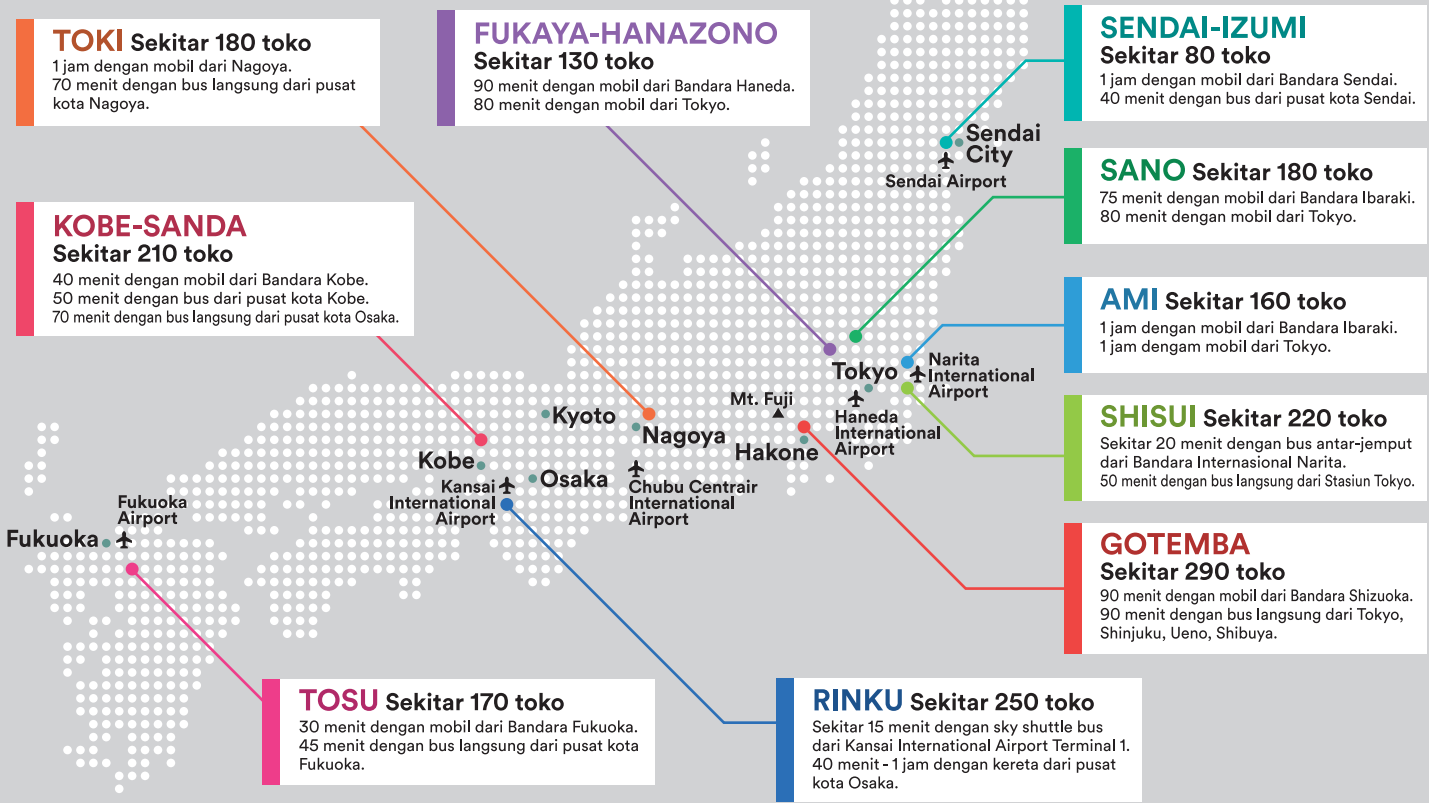 TOKI Sekitar 180 toko
1 jam dengan mobil dari Nagoya.
70 menit dengan bus langsung dari pusat
kota Nagoya.
FUKAYA-HANAZONO
Sekitar 130 toko
90 menit dengan mobil dari Bandara Haneda.
80 menit dengan mobil dari Tokyo.
SENDAI-IZUMI
Sekitar 80 toko
1 jam dengan mobil dari Bandara Sendai.
40 menit dengan bus dari pusat kota Sendai.
Sendai
City
Sendai Airport
SANO Sekitar 180 toko
75 menit dengan mobil dari Bandara Ibaraki.
80 menit dengan mobil dari Tokyo.
KOBE-SANDA
Sekitar 210 toko
40 menit dengan mobil dari Bandara Kobe.
50 menit dengan bus dari pusat kota Kobe.
70 menit dengan bus langsung dari pusat kota Osaka.
AMI Sekitar 160 toko
1 jam dengan mobil dari Bandara Ibaraki.
1 jam dengam mobil dari Tokyo.
Tokyo
Narita
International
Airport
Mt. Fuji
Haneda
International
Airport
Hakone
Kyoto
Nagoya
Kobe
Osaka
Kansai
International
Airport
Chubu Centrair
International
Airport
Fukuoka
Airport
Fukuoka
SHISUI Sekitar 220 toko
Sekitar 20 menit dengan bus antar-jemput
dari Bandara Internasional Narita.
50 menit dengan bus langsung dari Stasiun Tokyo.
GOTEMBA
Sekitar 290 toko
90 menit dengan mobil dari Bandara Shizuoka.
90 menit dengan bus langsung dari Tokyo,
Shinjuku, Ueno, Shibuya.
TOSU Sekitar 170 toko
30 menit dengan mobil dari Bandara Fukuoka.
45 menit dengan bus langsung dari pusat kota
Fukuoka.
RINKU Sekitar 250 toko
Sekitar 15 menit dengan sky shuttle bus
dari Kansai International Airport Terminal 1.
40 menit - 1 jam dengan kereta dari pusat
kota Osaka.